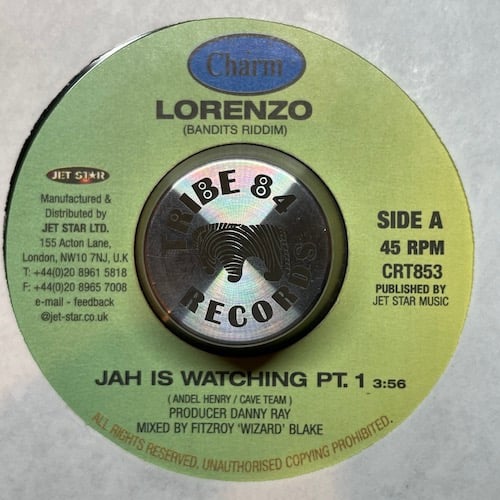 Charm
LORENZO
(BANDITS RIDDIM)
JET STAR
Manufactured &
Distributed by
JET STAR LTD.
155 Acton Lane,
London, NW10 7NJ, U.K
T: +44(0)20 8961 5818
F: +44(0)20 8965 7008
e-mail - feedback
@jet-star.co.uk
TRIBE 84
RECORDS
SIDE A
45 RPM
CRT853
PUBLISHED BY
JET STAR MUSIC
JAH IS WATCHING PT. 1 3:56
( ANDEL HENRY / CAVE TEAM )
PRODUCER DANNY RAY
MIXED BY FITZROY 'WIZARD' BLAKE
ALL RIGHTS RESERVED. UNAUTHORISED COPYING PROHIBITED.